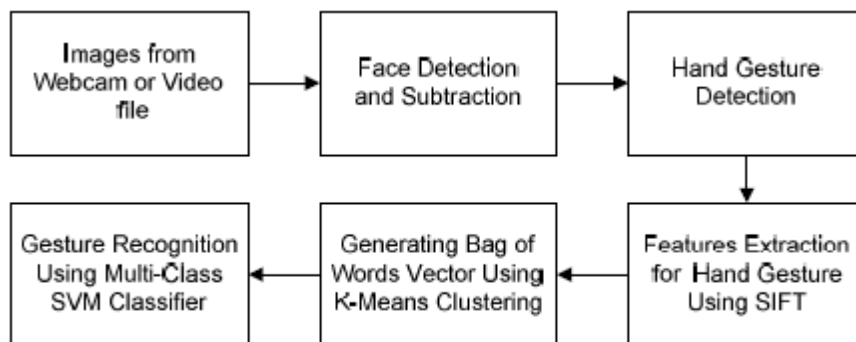 Images from
Webcam or Video
file
Face Detection
and Subtraction
Hand Gesture
Detection
Features Extraction
for Hand Gesture
Using SIFT
Generating Bag of
Words Vector Using
K-Means Clustering
Gesture Recognition
Using Multi-Class
SVM Classifier